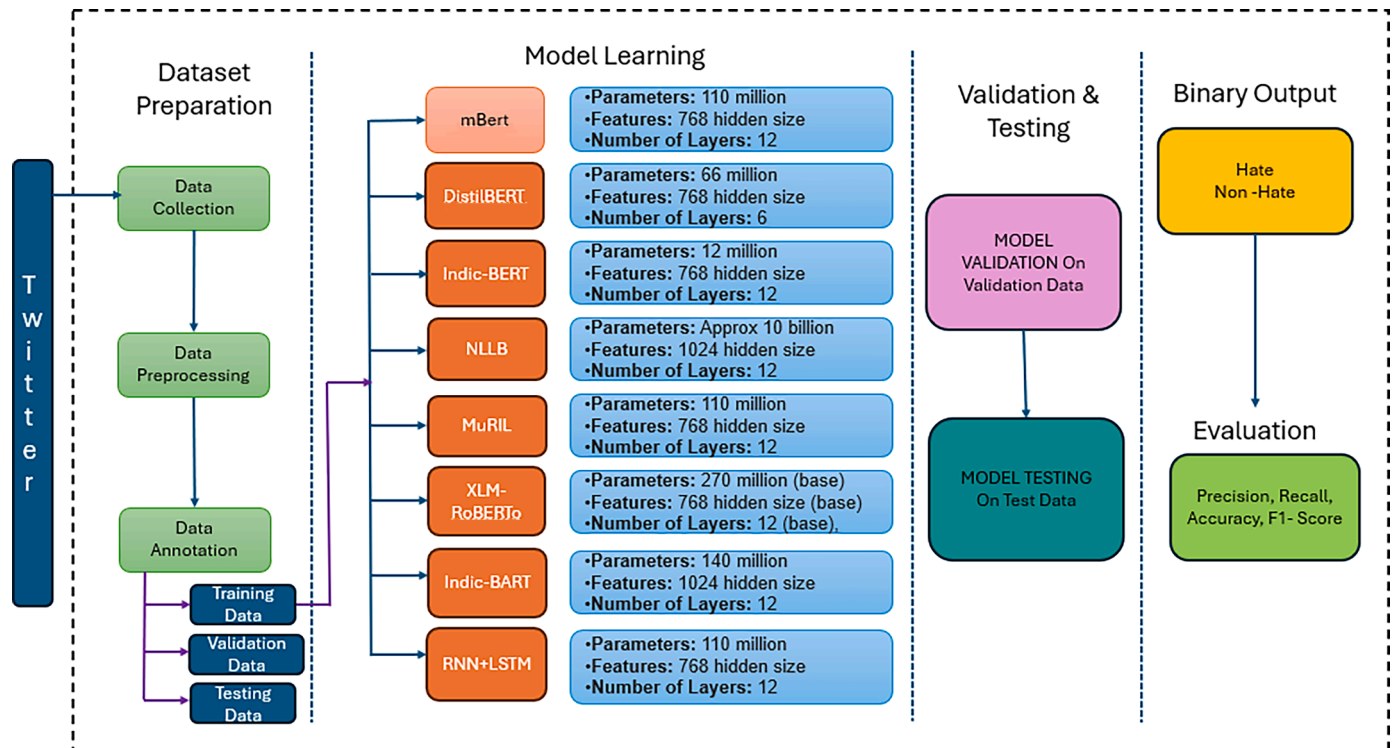 Twitter
Dataset
Preparation
Data
Collection
Data
Preprocessing
Data
Annotation
Training
Data
Validation
Data
Testing
Data
Model Learning
mBert
•Parameters: 110 million
•Features: 768 hidden size
•Number of Layers: 12
DistilBERT
•Parameters: 66 million
•Features: 768 hidden size
•Number of Layers: 6
Indic-BERT
•Parameters: 12 million
•Features: 768 hidden size
•Number of Layers: 12
NLLB
•Parameters: Approx 10 billion
•Features: 1024 hidden size
•Number of Layers: 12
MuRIL
•Parameters: 110 million
•Features: 768 hidden size
•Number of Layers: 12
XLM-
RoBERTa
•Parameters: 270 million (base)
•Features: 768 hidden size (base)
•Number of Layers: 12 (base),
Indic-BART
•Parameters: 140 million
•Features: 1024 hidden size
•Number of Layers: 12
RNN+LSTM
•Parameters: 110 million
•Features: 768 hidden size
•Number of Layers: 12
Validation &
Testing
MODEL
VALIDATION On
Validation Data
MODEL TESTING
On Test Data
Binary Output
Hate
Non -Hate
Evaluation
Precision, Recall,
Accuracy, F1- Score